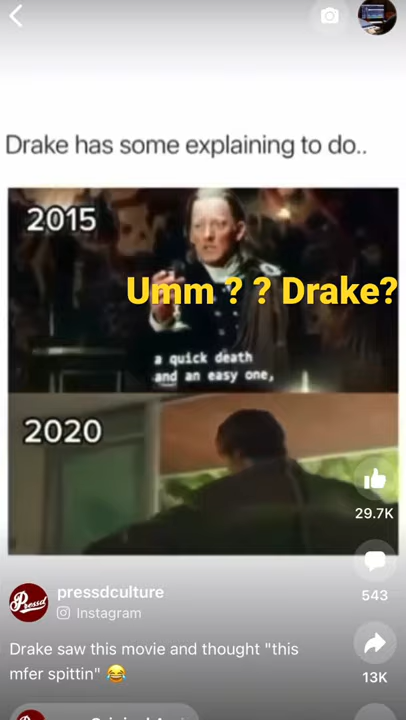 Drake has some explaining to do..
2015
Umm ? ? Drake?
a quick death
and an easy one,
2020
29.7K
Pressd
pressdculture
543
Instagram
Drake saw this movie and thought "this
mfer spittin" 😂
13K